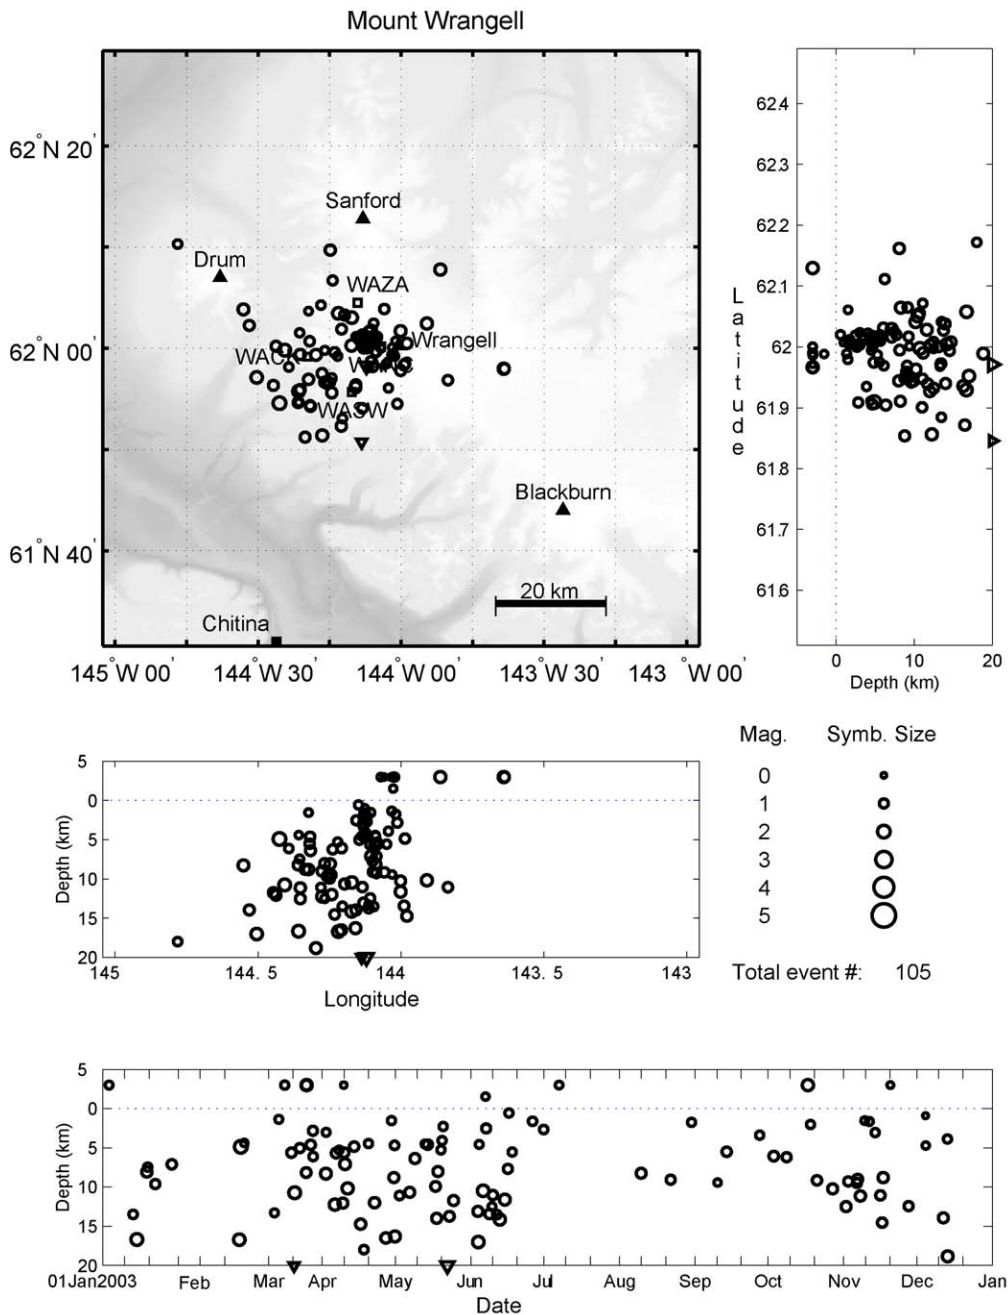 Mount Wrangell
62°N 20'
62°N 00'
61°N 40'
Sanford
Drum
WAZA
Wrangell
WACK
WASW
Blackburn
20 km
Chitina
145°W 00'
144°W 30'
144°W 00'
143°W 30'
143°W 00'
62.4
62.3
62.2
62.1
62
61.9
61.8
61.7
61.6
Latitude
0 10 20
Depth (km)
Mag. Symb. Size
0
1
2
3
4
5
Total event #: 105
5
0
5
10
15
20
Depth (km)
145 144.5 144 143.5 143
Longitude
5
0
5
10
15
20
Depth (km)
01Jan2003 Feb Mar Apr May Jun Jul Aug Sep Oct Nov Dec Jan
Date